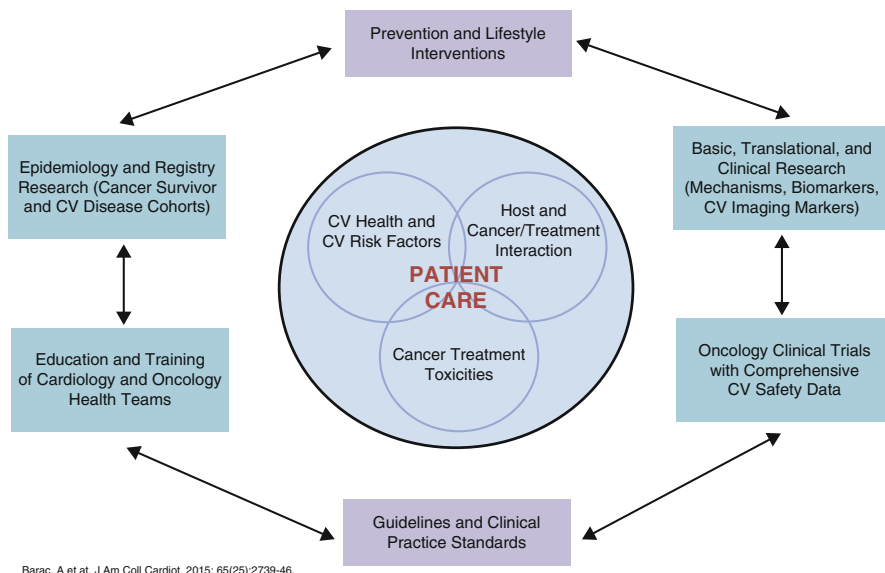 Prevention and Lifestyle
Interventions
Epidemiology and Registry
Research (Cancer Survivor
and CV Disease Cohorts)
Basic, Translational, and
Clinical Research
(Mechanisms, Biomarkers,
CV Imaging Markers)
CV Health and
CV Risk Factors
Host and
Cancer/Treatment
Interaction
PATIENT
CARE
Cancer Treatment
Toxicities
Education and Training
of Cardiology and Oncology
Health Teams
Oncology Clinical Trials
with Comprehensive
CV Safety Data
Guidelines and Clinical
Practice Standards
Barac, A et at. J Am Coll Cardiot. 2015; 65(25):2739-46.